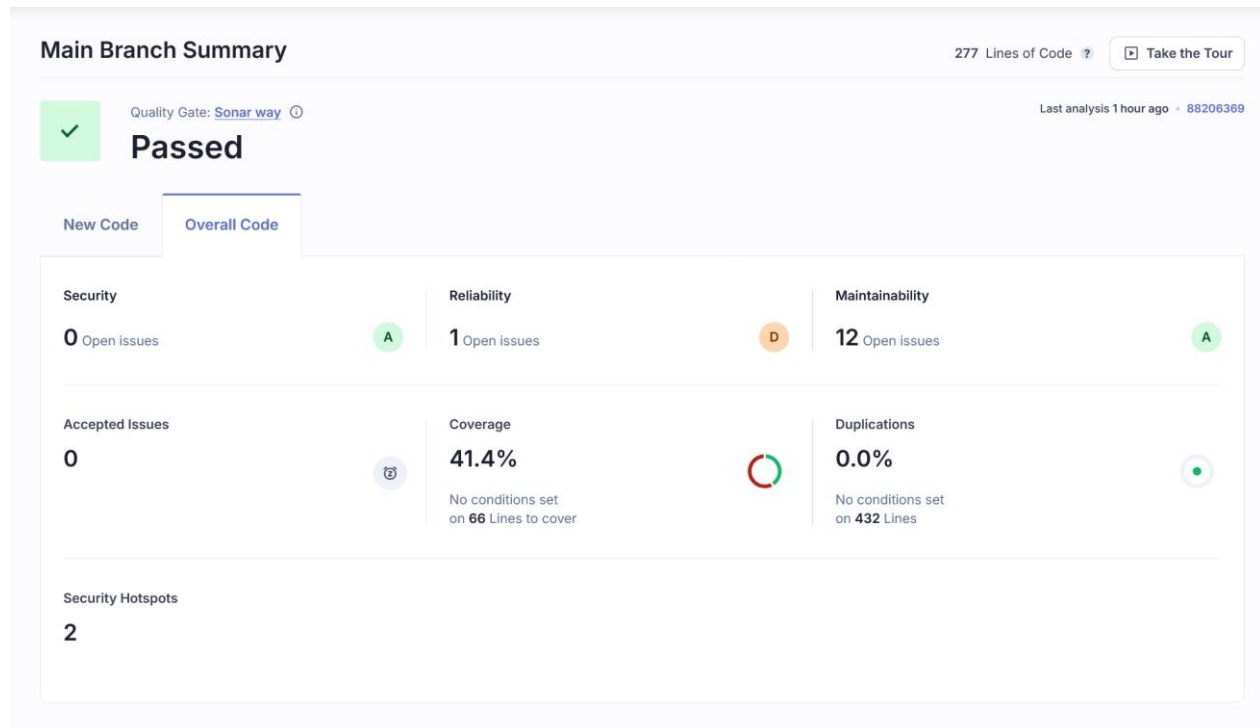 Main Branch Summary
277 Lines of Code ?
Take the Tour
Quality Gate: Sonar way
Passed
Last analysis 1 hour ago • 88206369
New Code
Overall Code
Security
0 Open issues
A
Reliability
1 Open issues
D
Maintainability
12 Open issues
A
Accepted Issues
0
Coverage
41.4%
No conditions set
on 66 Lines to cover
Duplications
0.0%
No conditions set
on 432 Lines
Security Hotspots
2